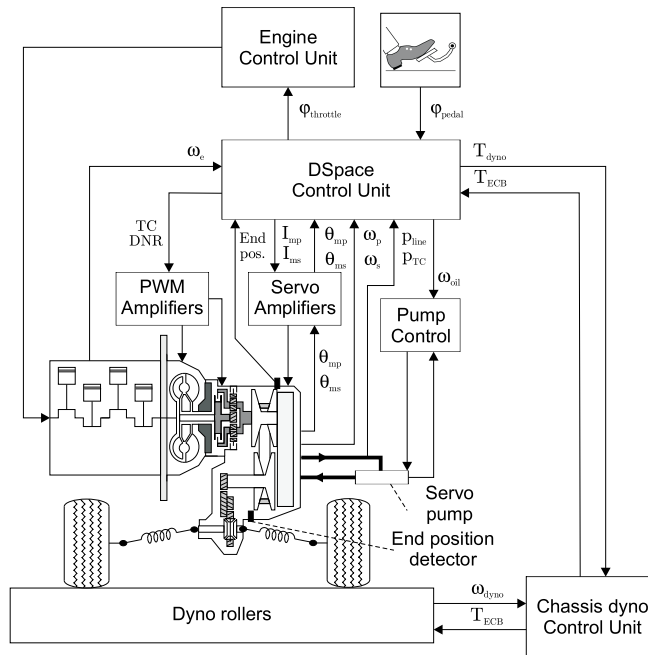 Engine
Control Unit
φthrottle
φpedal
ωe
DSpace
Control Unit
Tdyno
TECB
TC
DNR
End
pos.
Imp
Ims
θmp
θms
ωp
ωs
pline
pTC
ωoil
PWM
Amplifiers
Servo
Amplifiers
Pump
Control
θmp
θms
Servo
pump
End position
detector
Dyno rollers
ωdyno
TECB
Chassis dyno
Control Unit